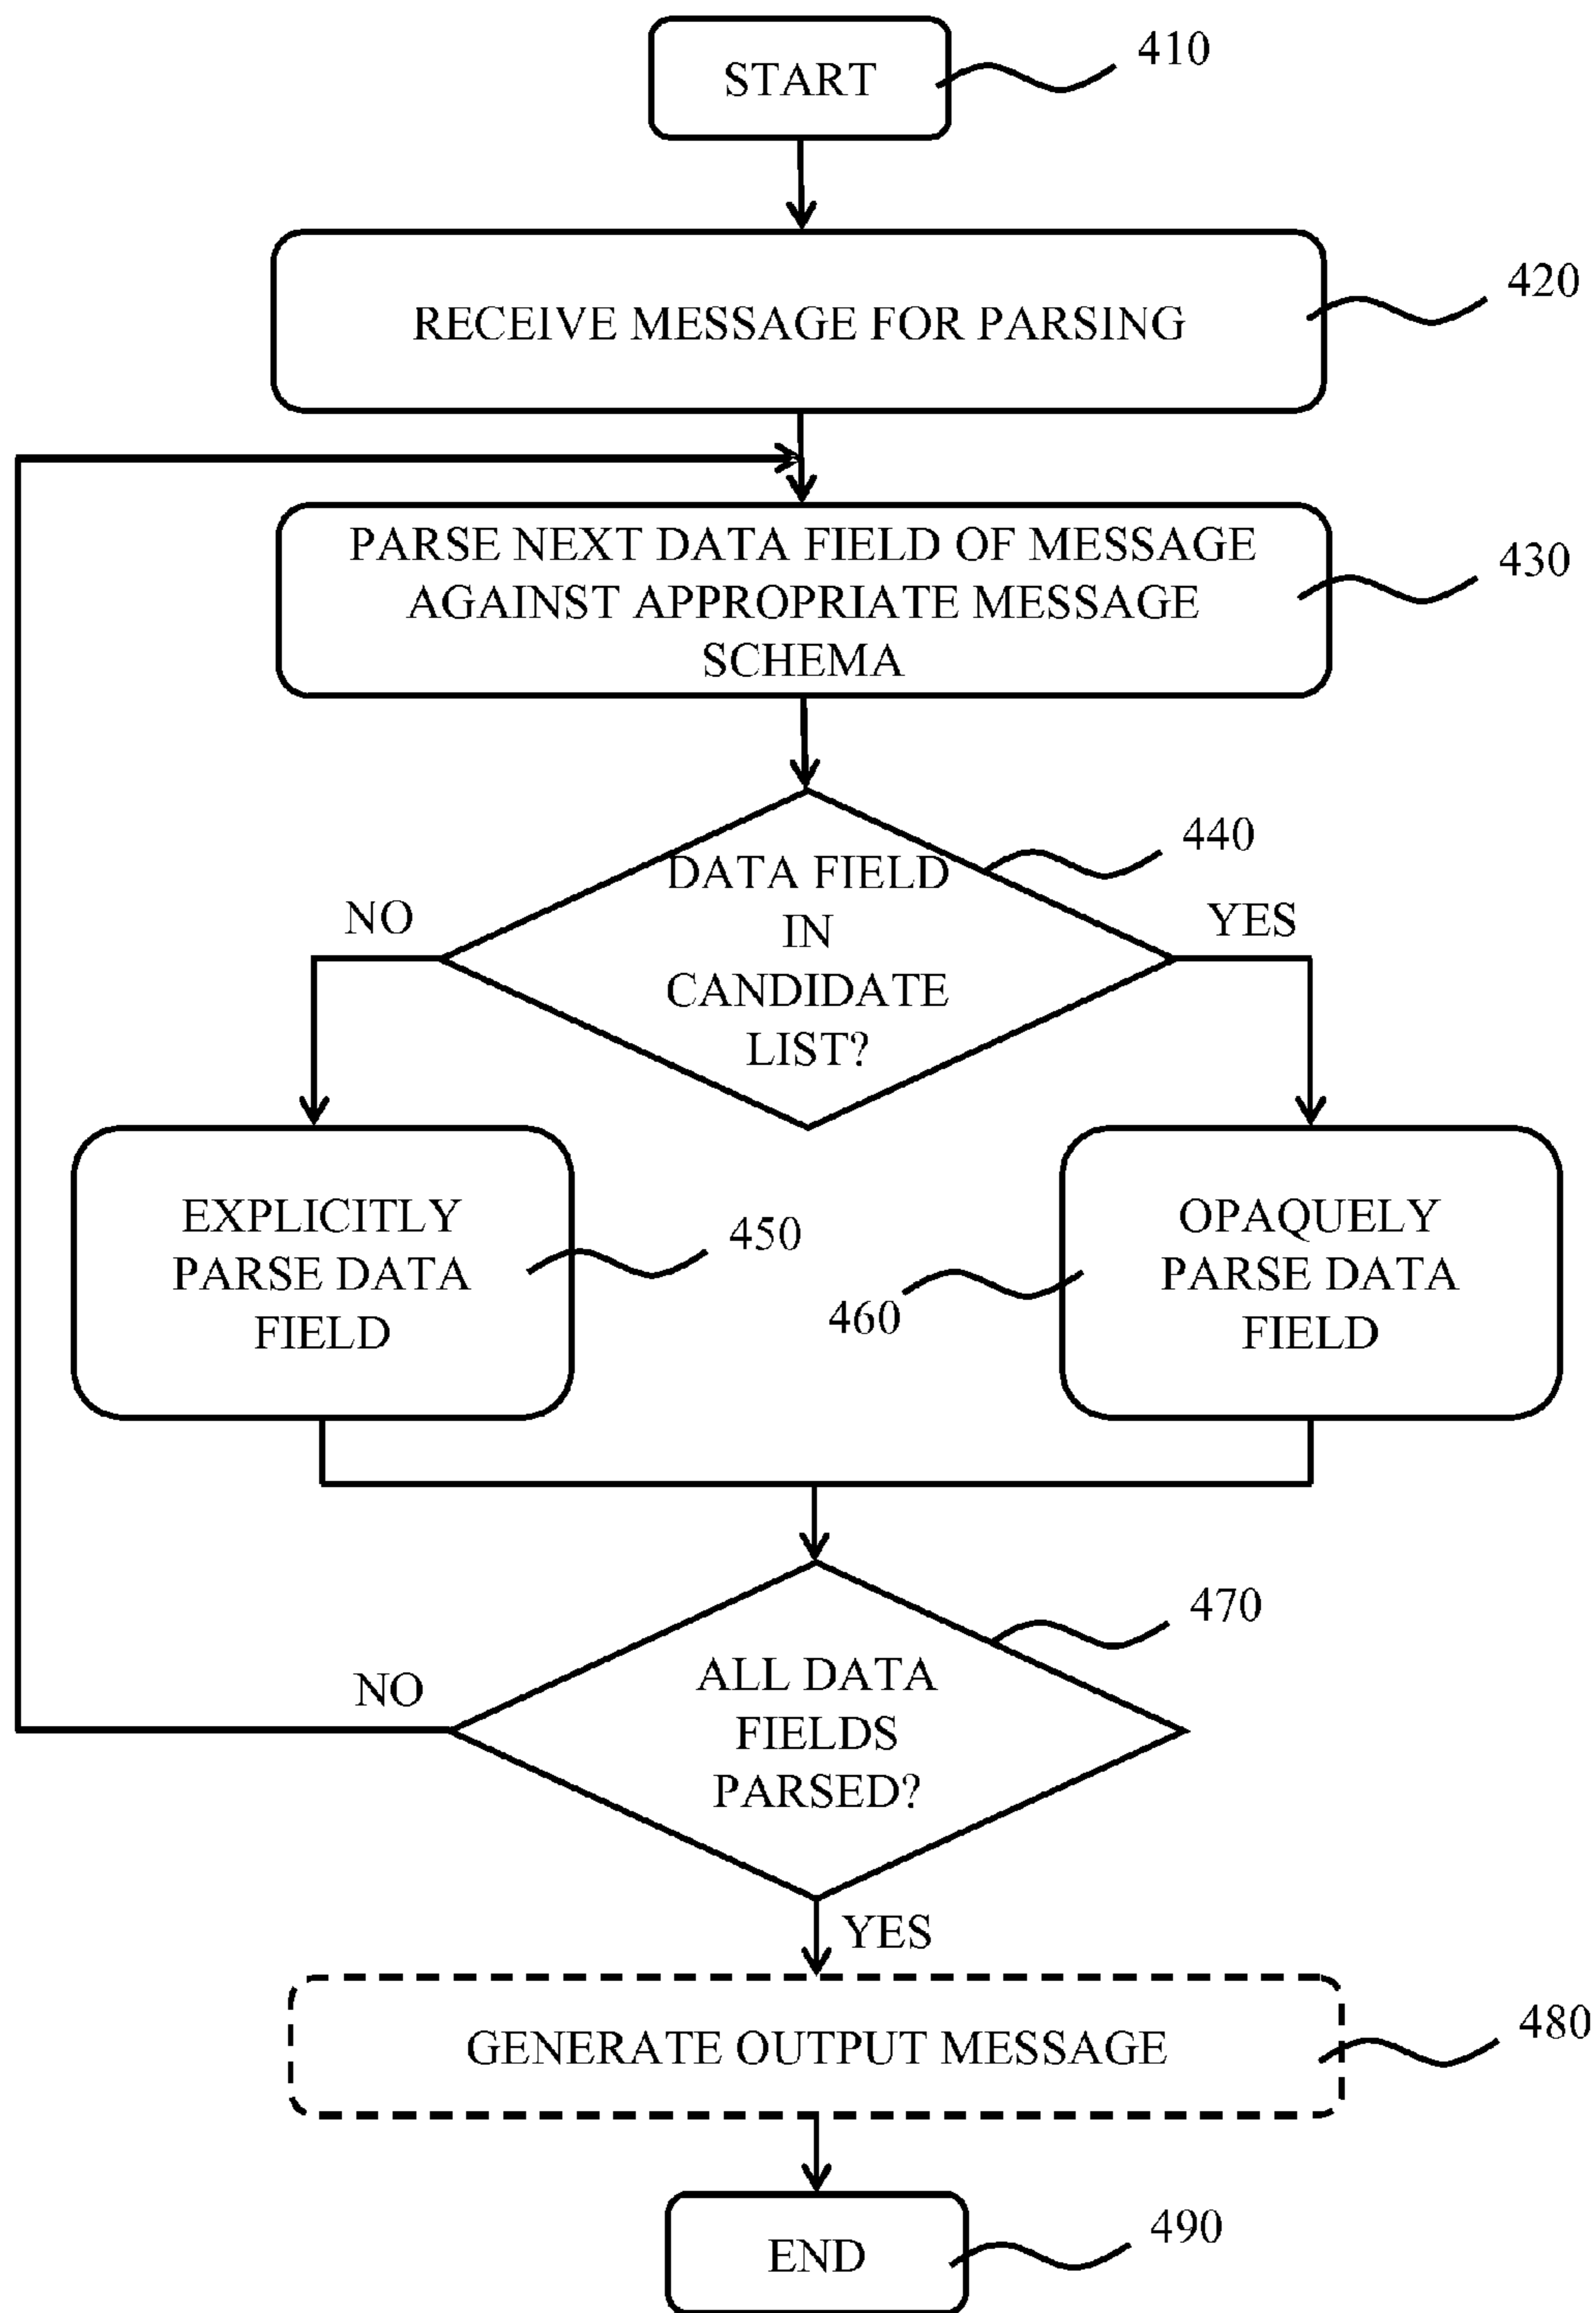 START
410
RECEIVE MESSAGE FOR PARSING
420
PARSE NEXT DATA FIELD OF MESSAGE
AGAINST APPROPRIATE MESSAGE
SCHEMA
430
DATA FIELD
IN
CANDIDATE
LIST?
440
NO
YES
EXPLICITLY
PARSE DATA
FIELD
450
OPAQUELY
PARSE DATA
FIELD
460
ALL DATA
FIELDS
PARSED?
470
NO
YES
GENERATE OUTPUT MESSAGE
480
END
490